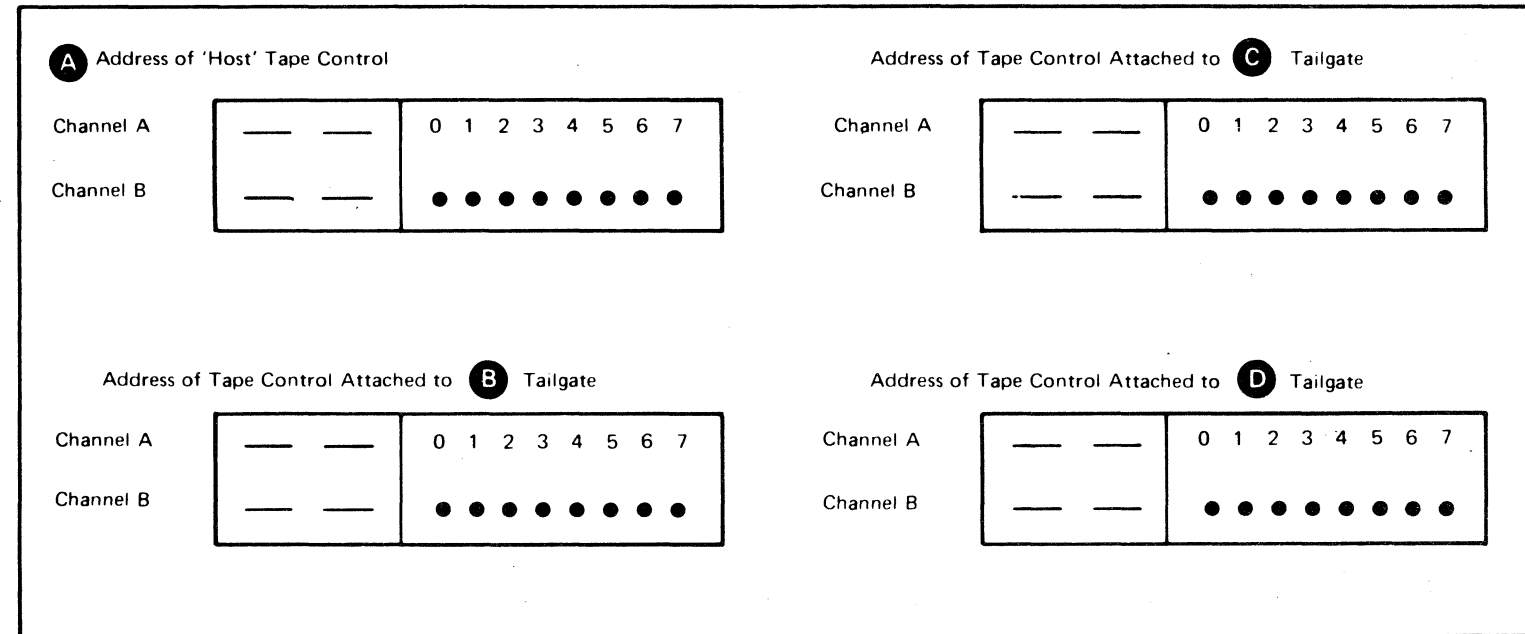 A Address of 'Host' Tape Control
Channel A — — 0 1 2 3 4 5 6 7
Channel B — — ● ● ● ● ● ● ● ●
Address of Tape Control Attached to C Tailgate
Channel A — — 0 1 2 3 4 5 6 7
Channel B — — ● ● ● ● ● ● ● ●
Address of Tape Control Attached to B Tailgate
Channel A — — 0 1 2 3 4 5 6 7
Channel B — — ● ● ● ● ● ● ● ●
Address of Tape Control Attached to D Tailgate
Channel A — — 0 1 2 3 4 5 6 7
Channel B — — ● ● ● ● ● ● ● ●